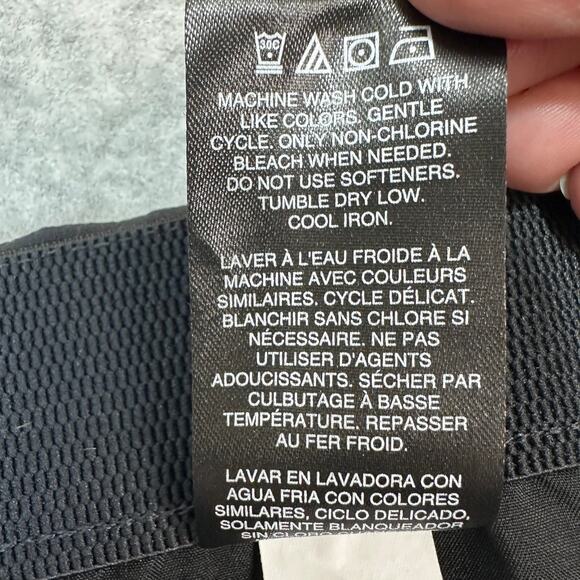 30C
MACHINE WASH COLD WITH
LIKE COLORS. GENTLE
CYCLE. ONLY NON-CHLORINE
BLEACH WHEN NEEDED.
DO NOT USE SOFTENERS.
TUMBLE DRY LOW.
COOL IRON.
LAVER À L'EAU FROIDE À LA
MACHINE AVEC COULEURS
SIMILAIRES. CYCLE DÉLICAT.
BLANCHIR SANS CHLORE SI
NÉCESSAIRE. NE PAS
UTILISER D'AGENTS
ADOUCISSANTS. SÉCHER PAR
CULBUTAGE À BASSE
TEMPÉRATURE. REPASSER
AU FER FROID.
LAVAR EN LAVADORA CON
AGUA FRIA CON COLORES
SIMILARES, CICLO DELICADO,
SOLAMENTE BLANQUEADOR
SIN CLORO